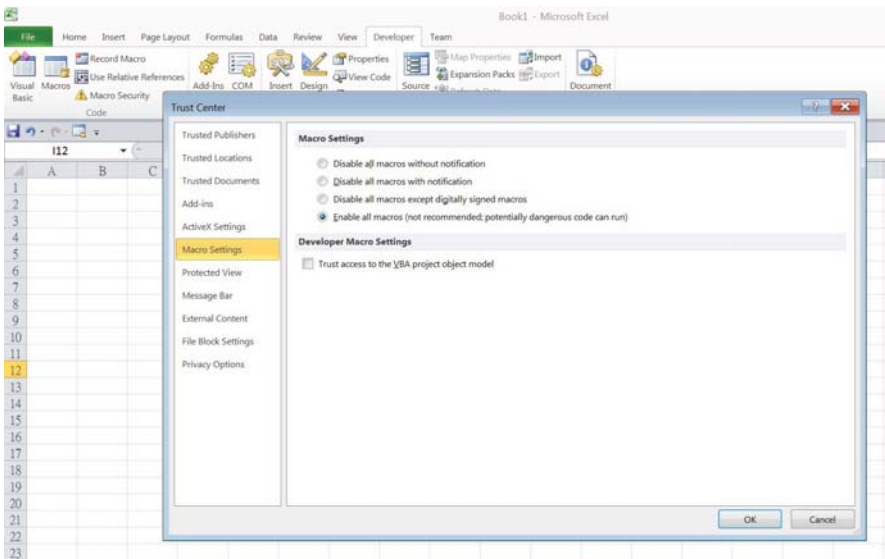 Book1 - Microsoft Excel
File Home Insert Page Layout Formulas Data Review View Developer Team
Visual Basic
Macros
Record Macro
Use Relative References
Macro Security
Code
Add-Ins COM
Insert Design
Properties
View Code
Source
Map Properties Import
Expansion Packs Export
Document
I12
A B C
Trust Center
Trusted Publishers
Trusted Locations
Trusted Documents
Add-ins
ActiveX Settings
Macro Settings
Protected View
Message Bar
External Content
File Block Settings
Privacy Options
Macro Settings
Disable all macros without notification
Disable all macros with notification
Disable all macros except digitally signed macros
Enable all macros (not recommended; potentially dangerous code can run)
Developer Macro Settings
Trust access to the VBA project object model
OK Cancel
1
2
3
4
5
6
7
8
9
10
11
12
13
14
15
16
17
18
19
20
21
22
23